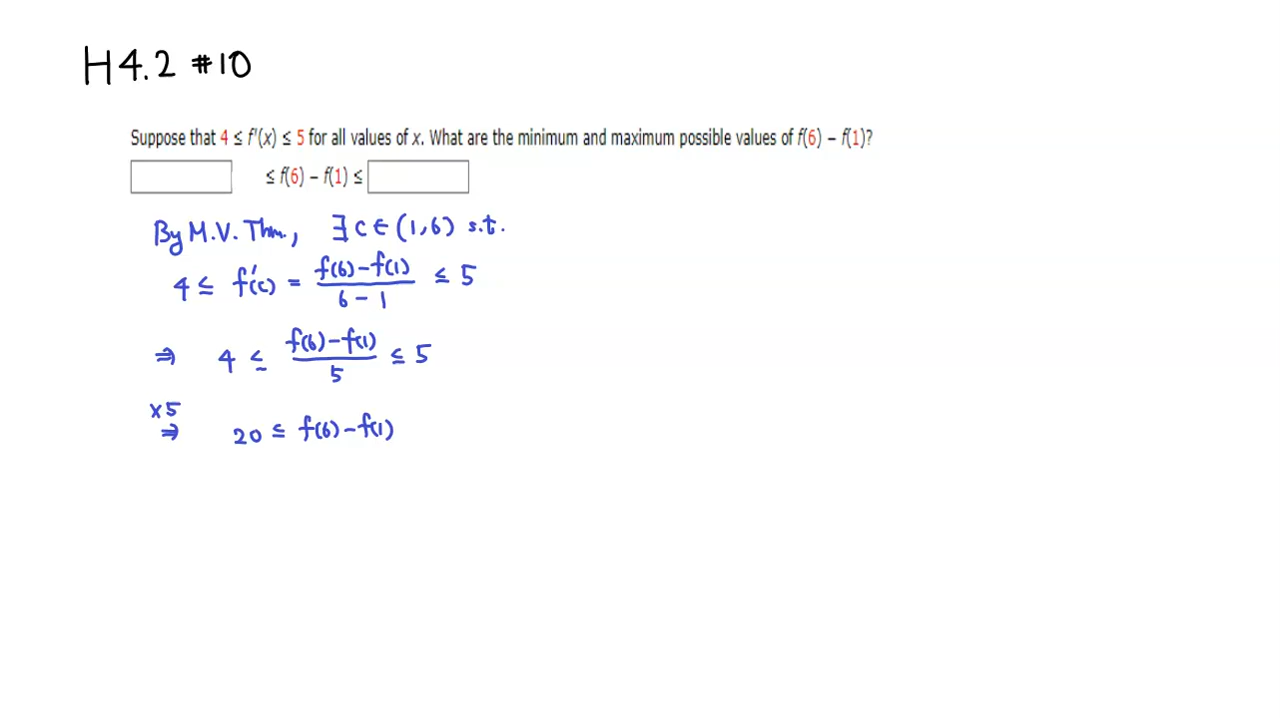 H4.2 #10
Suppose that 4 ≤ f'(x) ≤ 5 for all values of x. What are the minimum and maximum possible values of f(6) − f(1)?
≤ f(6) − f(1) ≤
By M.V. Thm., ∃ c ∈ (1,6) s.t.
4 ≤ f'(c) = \frac{f(6)-f(1)}{6-1} ≤ 5
⇒ 4 ≤ \frac{f(6)-f(1)}{5} ≤ 5
×5
⇒ 20 ≤ f(6)-f(1)